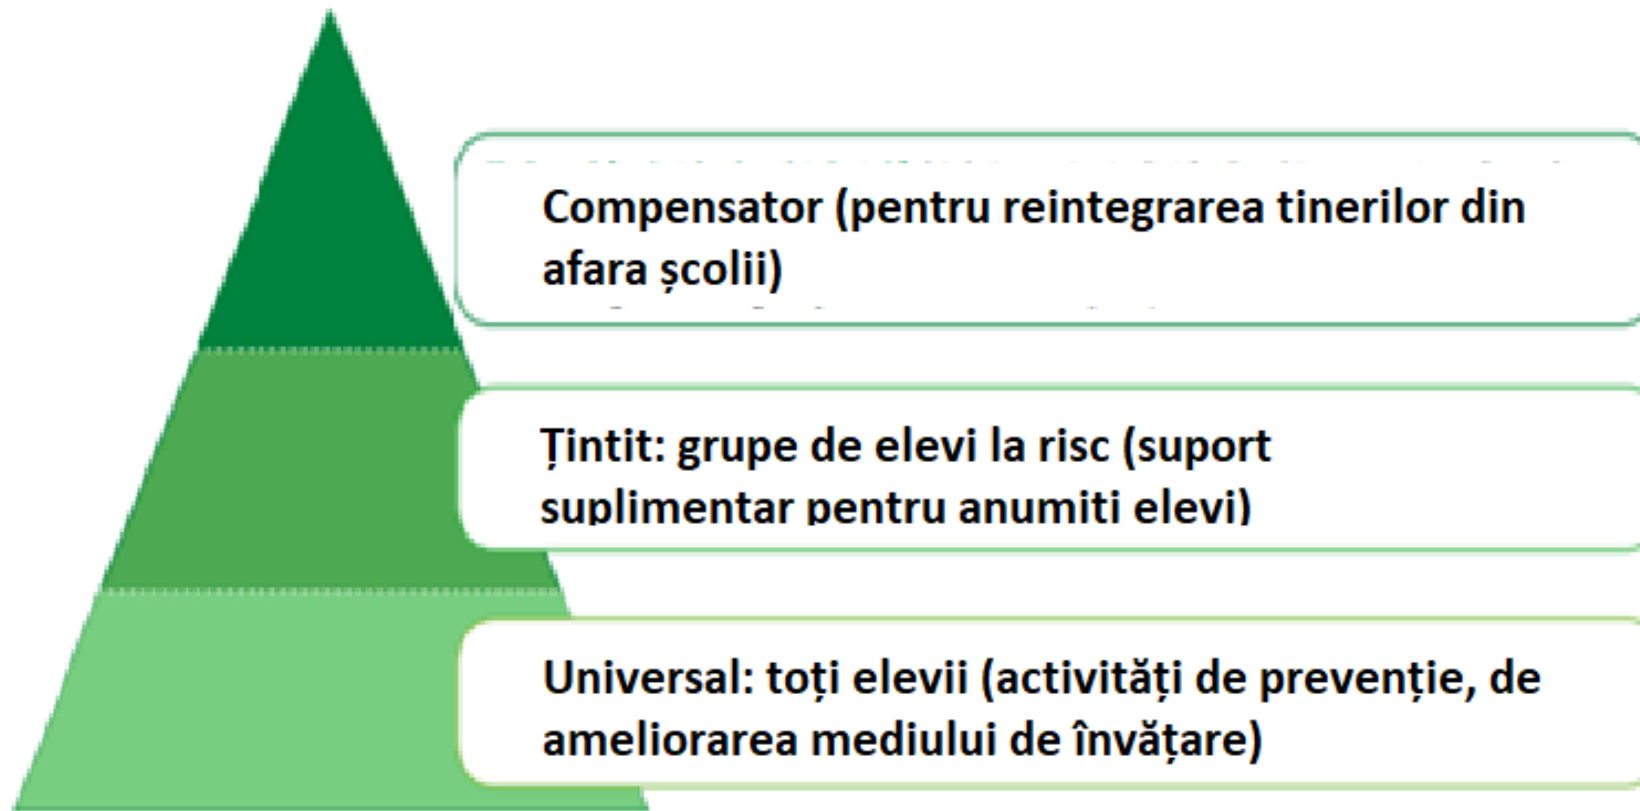 Compensator (pentru reintegrarea tinerilor din
afara școlii)
Țintit: grupe de elevi la risc (suport
suplimentar pentru anumiti elevi)
Universal: toți elevii (activități de prevenție, de
ameliorarea mediului de învățare)